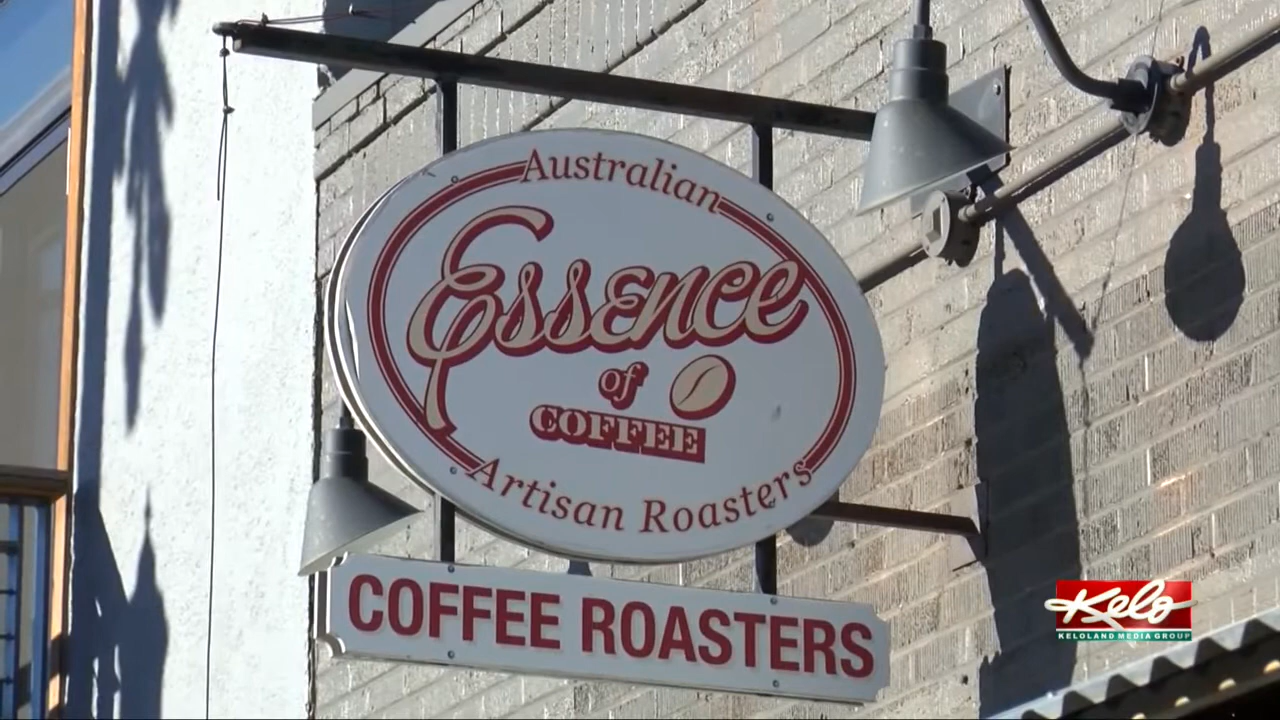 Australian
Essence
of
COFFEE
Artisan Roasters
COFFEE ROASTERS
Kelo
KELOLAND MEDIA GROUP